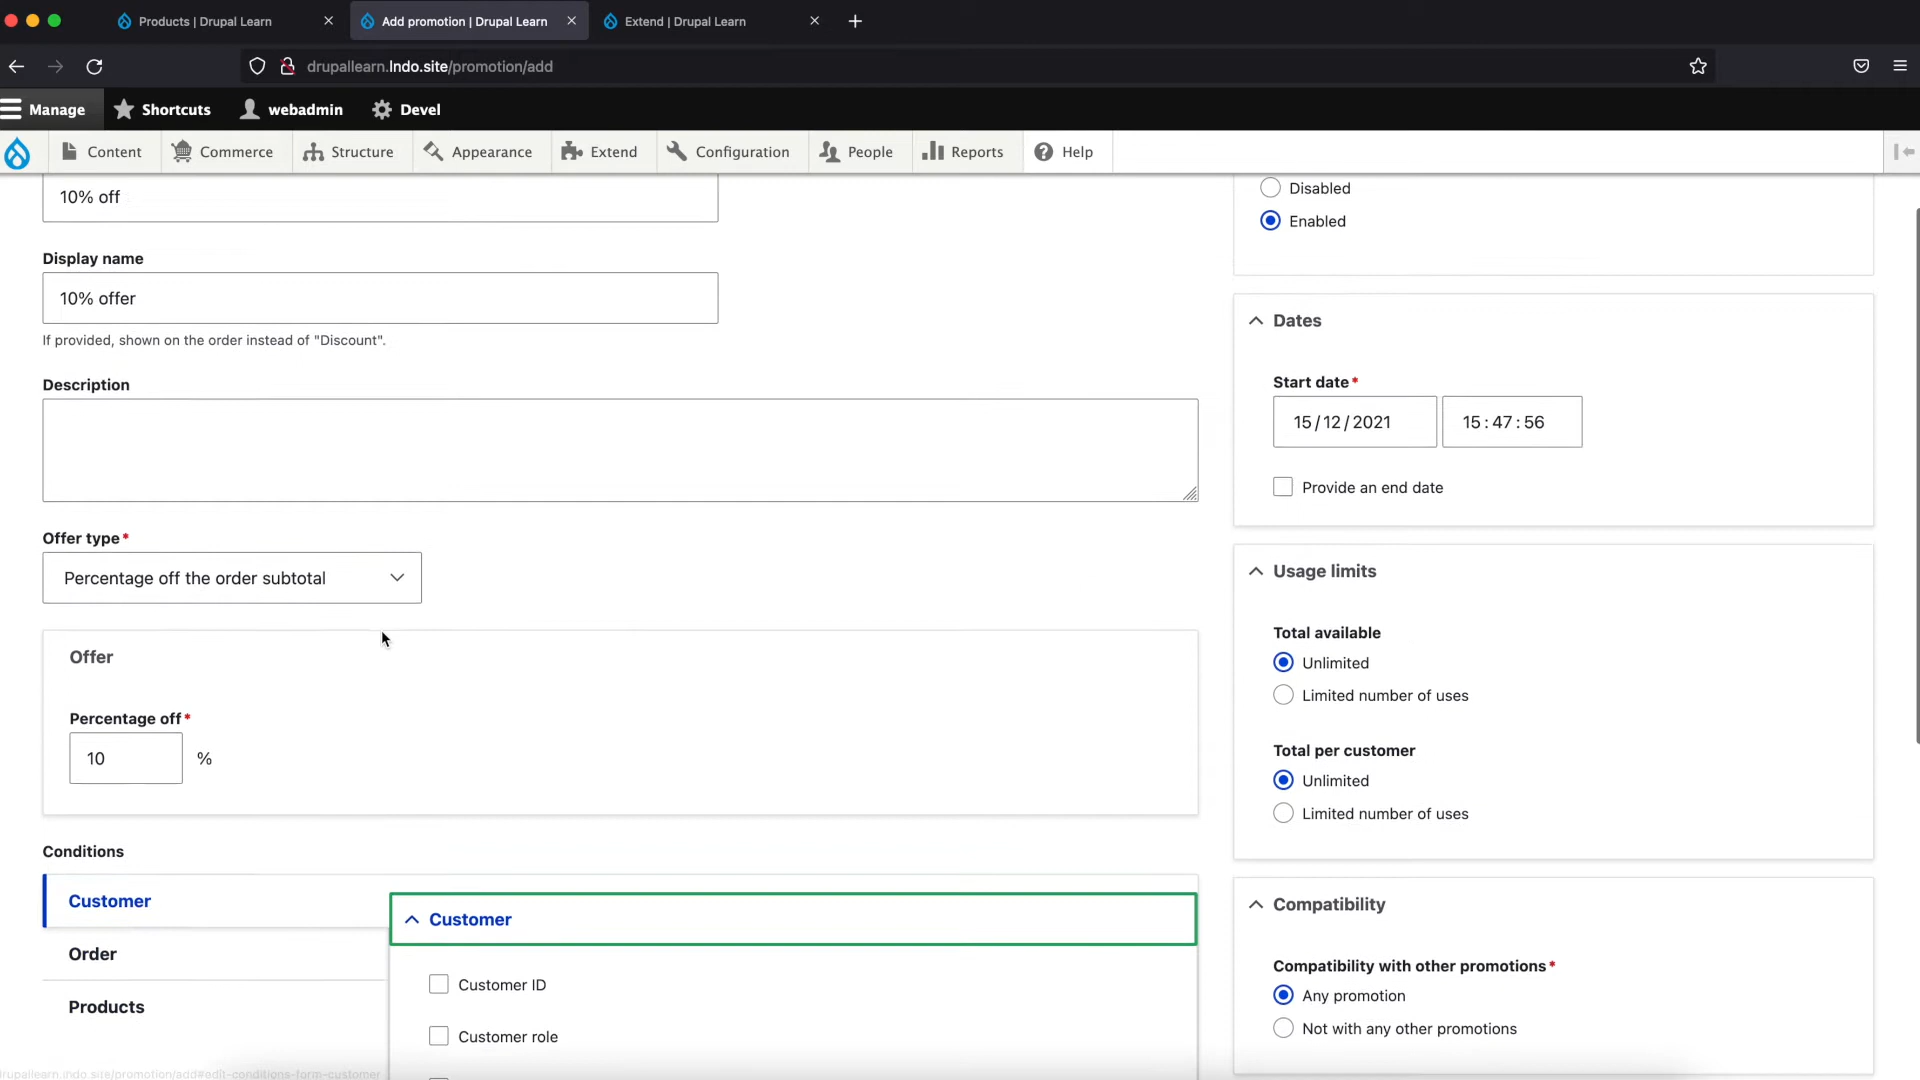 Products | Drupal Learn
Add promotion | Drupal Learn
Extend | Drupal Learn
drupallearn.lndo.site/promotion/add
Manage
Shortcuts
webadmin
Devel
Content
Commerce
Structure
Appearance
Extend
Configuration
People
Reports
Help
10% off
Display name
10% offer
If provided, shown on the order instead of "Discount".
Description
Offer type*
Percentage off the order subtotal
Offer
Percentage off*
10 %
Conditions
Customer
Order
Products
Customer
Customer ID
Customer role
Disabled
Enabled
Dates
Start date*
15/12/2021 15:47:56
Provide an end date
Usage limits
Total available
Unlimited
Limited number of uses
Total per customer
Unlimited
Limited number of uses
Compatibility
Compatibility with other promotions*
Any promotion
Not with any other promotions
drupallearn.lndo.site/promotion/add#edit-conditions-form-customer